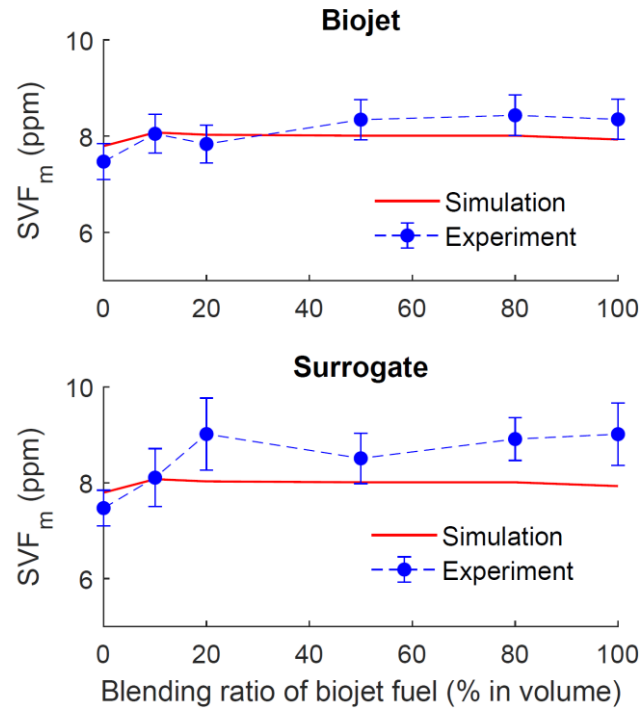 Biojet
10
8
6
SVF_m (ppm)
Simulation
Experiment
0 20 40 60 80 100
Surrogate
10
8
6
SVF_m (ppm)
Simulation
Experiment
0 20 40 60 80 100
Blending ratio of biojet fuel (% in volume)